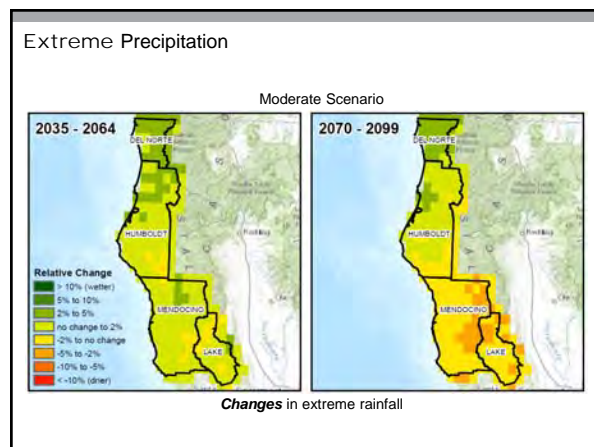 Extreme Precipitation
Moderate Scenario
2035 - 2064
DEL NORTE
HUMBOLDT
MENDOCINO
LAKE
Redding
Relative Change
> 10% (wetter)
5% to 10%
2% to 5%
no change to 2%
-2% to no change
-5% to -2%
-10% to -5%
< -10% (drier)
2070 - 2099
DEL NORTE
HUMBOLDT
MENDOCINO
LAKE
Redding
Changes in extreme rainfall